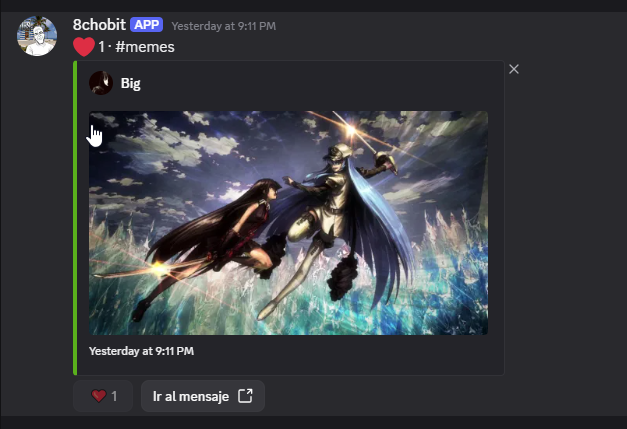 8chobit APP Yesterday at 9:11 PM
❤️ 1 · #memes
Big
Yesterday at 9:11 PM
❤️ 1 Ir al mensaje